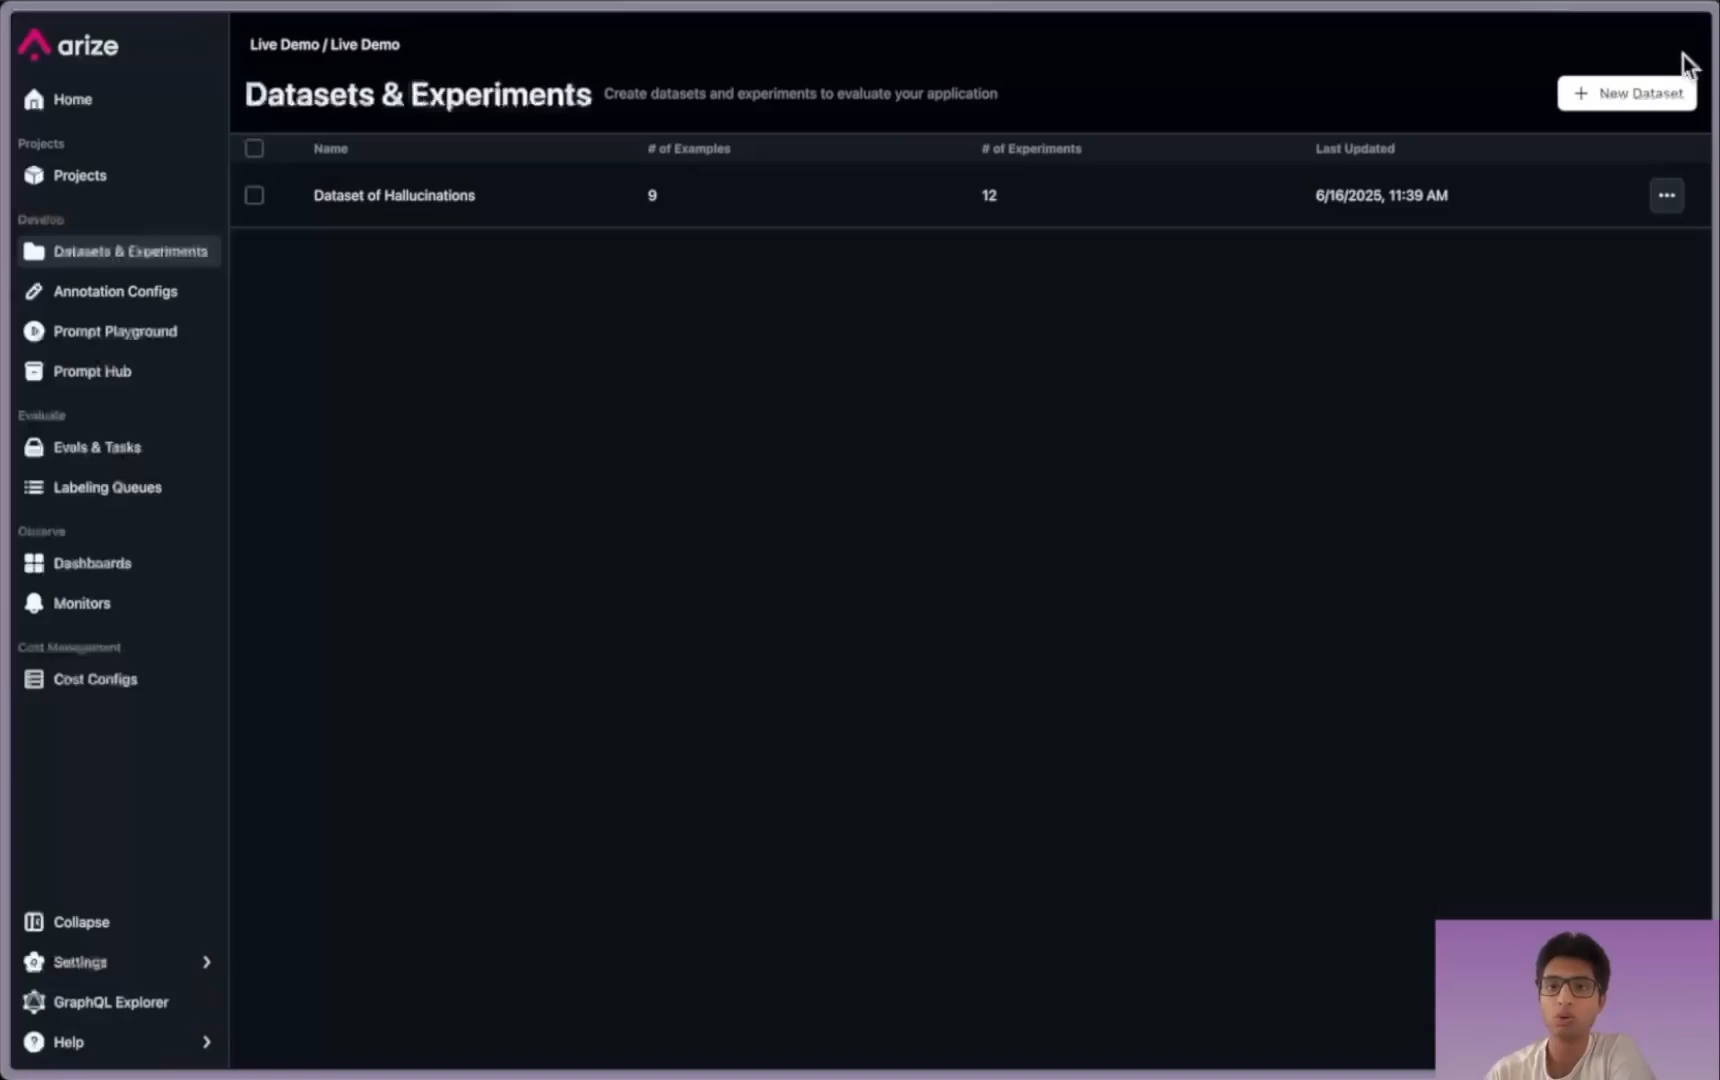 arize
Home
Projects
Projects
Develop
Datasets & Experiments
Annotation Configs
Prompt Playground
Prompt Hub
Evaluate
Evals & Tasks
Labeling Queues
Observe
Dashboards
Monitors
Cost Management
Cost Configs
Collapse
Settings
GraphQL Explorer
Help
Live Demo / Live Demo
Datasets & Experiments Create datasets and experiments to evaluate your application
+ New Dataset
Name # of Examples # of Experiments Last Updated
Dataset of Hallucinations 9 12 6/16/2025, 11:39 AM